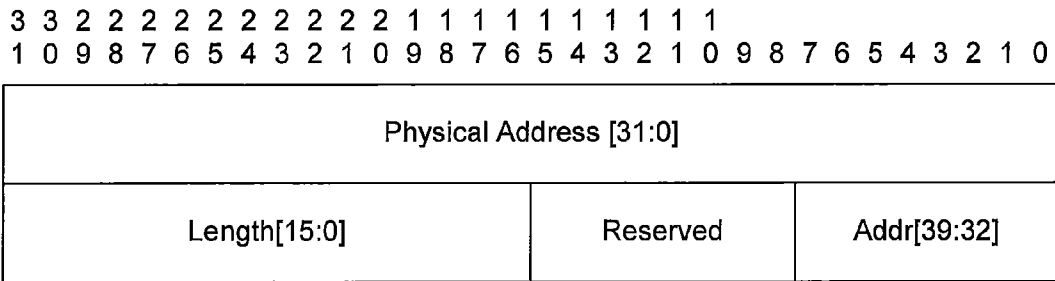 3 3 2 2 2 2 2 2 2 2 2 2 1 1 1 1 1 1 1 1 1 1
1 0 9 8 7 6 5 4 3 2 1 0 9 8 7 6 5 4 3 2 1 0 9 8 7 6 5 4 3 2 1 0
Physical Address [31:0]
Length[15:0] Reserved Addr[39:32]